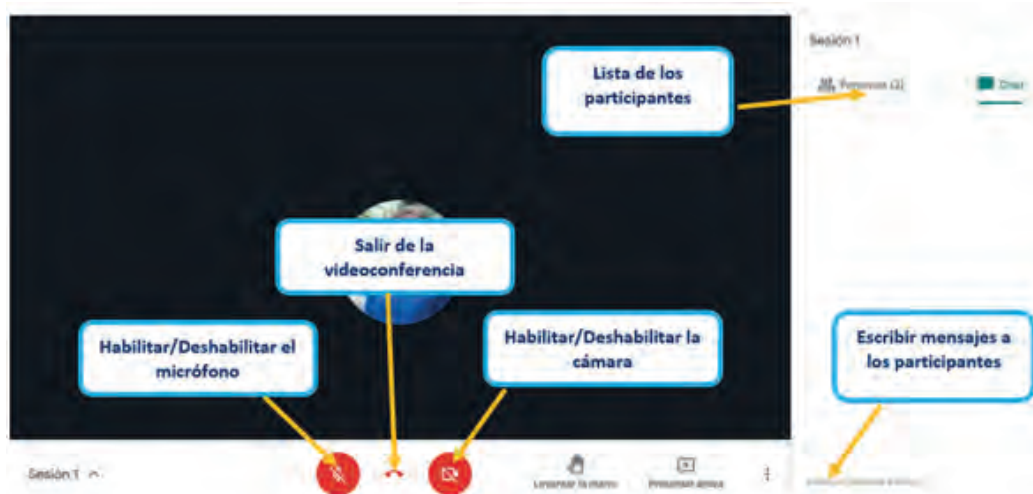 Sesión 1
Lista de los
participantes
Personas (2)
Chat
Salir de la
videoconferencia
Habilitar/Deshabilitar el
micrófono
Habilitar/Deshabilitar la
cámara
Escribir mensajes a
los participantes
Sesión 1
Levantar la mano
Presentar ahora